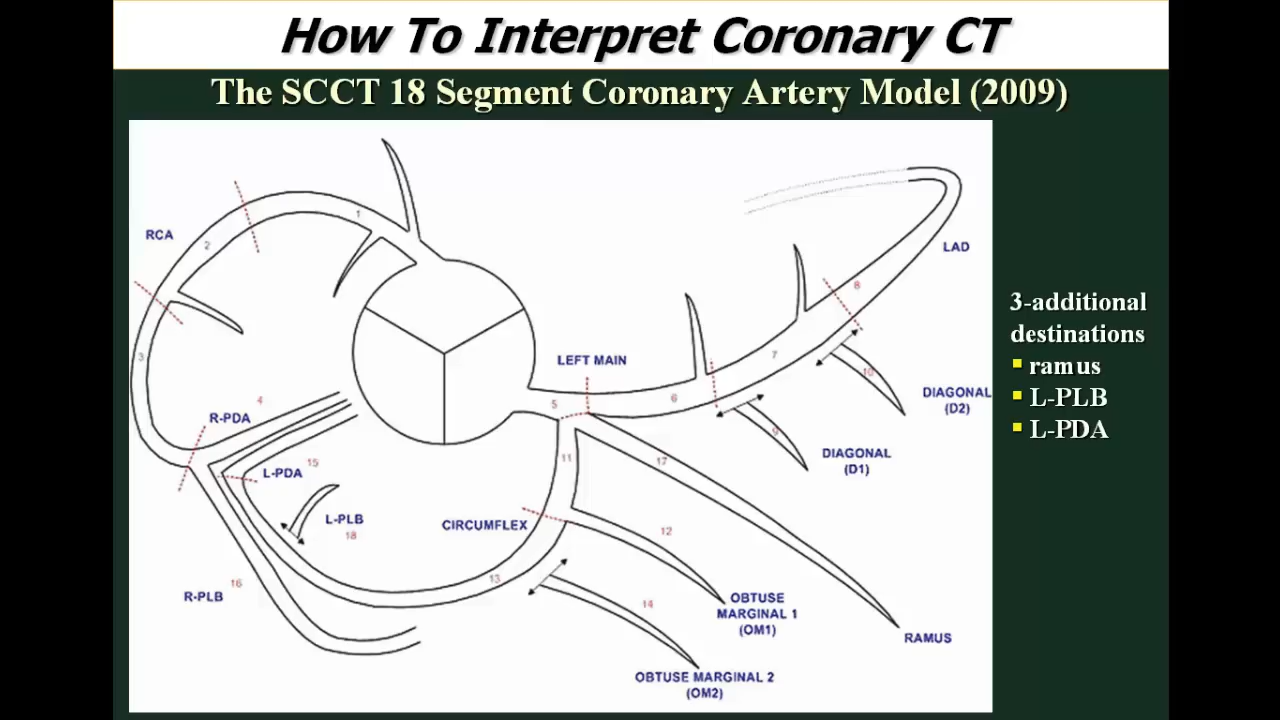 How To Interpret Coronary CT
The SCCT 18 Segment Coronary Artery Model (2009)
RCA
1
2
3
4
R-PDA
15
L-PDA
L-PLB
18
16
R-PLB
CIRCUMFLEX
LEFT MAIN
5
6
7
8
LAD
9
10
DIAGONAL
(D2)
DIAGONAL
(D1)
11
17
12
13
14
OBTUSE
MARGINAL 1
(OM1)
RAMUS
OBTUSE MARGINAL 2
(OM2)
3-additional
destinations
ramus
L-PLB
L-PDA